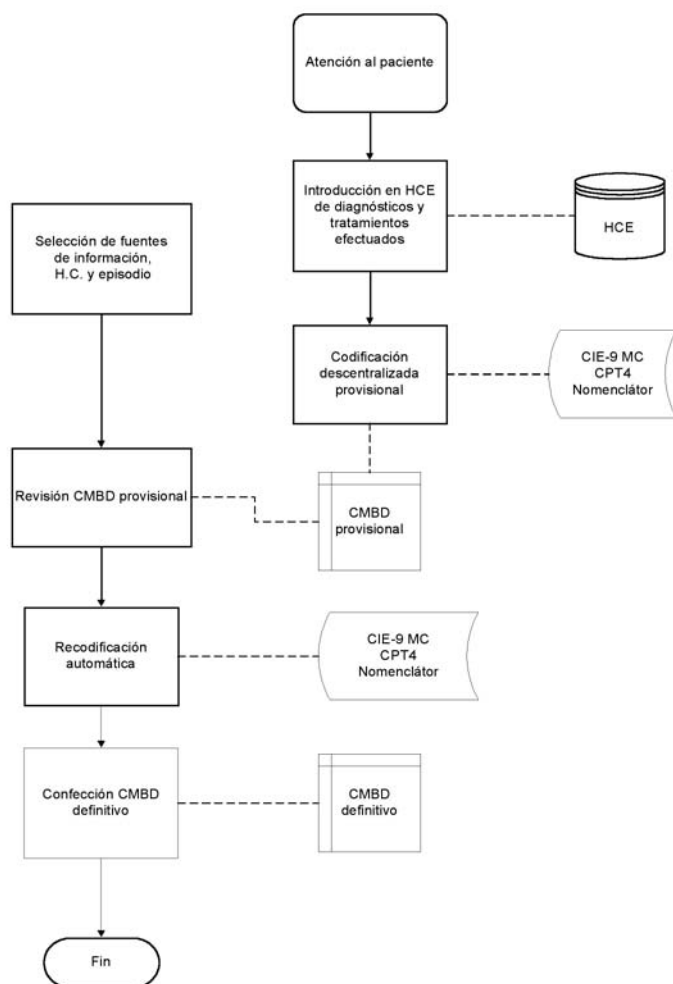 Atención al paciente
Introducción en HCE
de diagnósticos y
tratamientos
efectuados
HCE
Selección de fuentes
de información,
H.C. y episodio
Codificación
descentralizada
provisional
CIE-9 MC
CPT4
Nomenclátor
Revisión CMBD provisional
CMBD
provisional
Recodificación
automática
CIE-9 MC
CPT4
Nomenclátor
Confección CMBD
definitivo
CMBD
definitivo
Fin